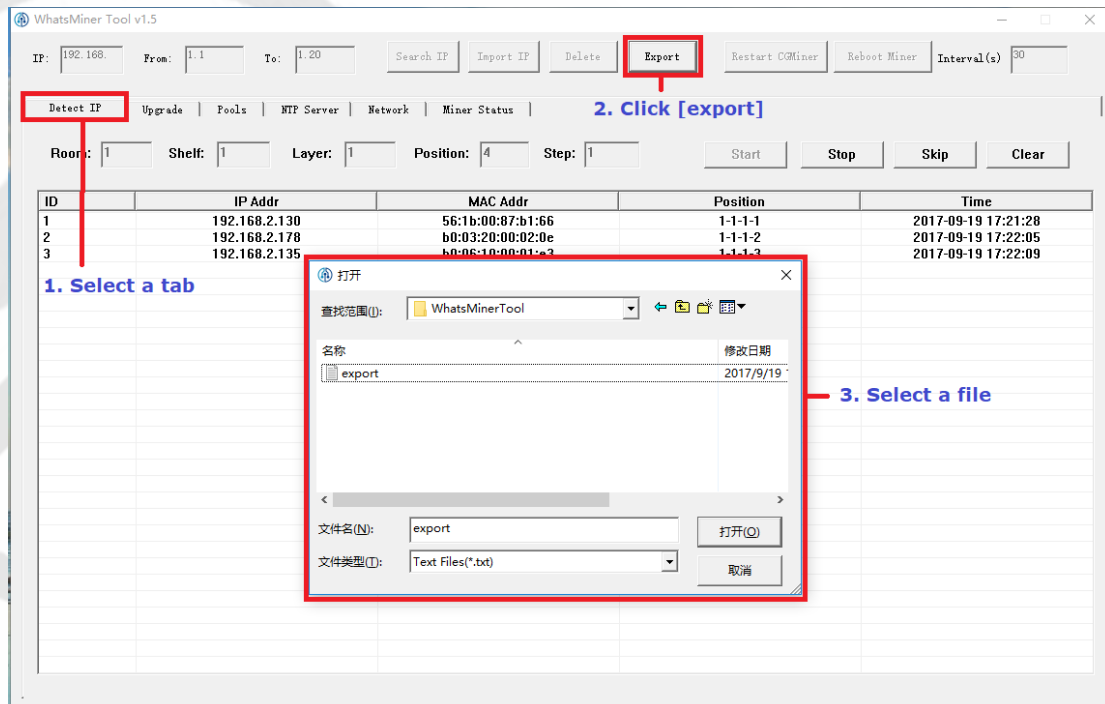 WhatsMiner Tool v1.5
IP: 192.168. From: 1.1 To: 1.20 Search IP Import IP Delete Export Restart CGMiner Reboot Miner Interval(s) 30
Detect IP Upgrade Pools NTP Server Network Miner Status 2. Click [export]
Room: 1 Shelf: 1 Layer: 1 Position: 4 Step: 1 Start Stop Skip Clear
ID IP Addr MAC Addr Position Time
1 192.168.2.130 56:1b:00:87:b1:66 1-1-1-1 2017-09-19 17:21:28
2 192.168.2.178 b0:03:20:00:02:0e 1-1-1-2 2017-09-19 17:22:05
3 192.168.2.135 b0:06:10:00:01:e3 1-1-1-3 2017-09-19 17:22:09
1. Select a tab
打开
查找范围(I): WhatsMinerTool
名称 修改日期
export 2017/9/19
3. Select a file
文件名(N): export 打开(O)
文件类型(T): Text Files(*.txt) 取消